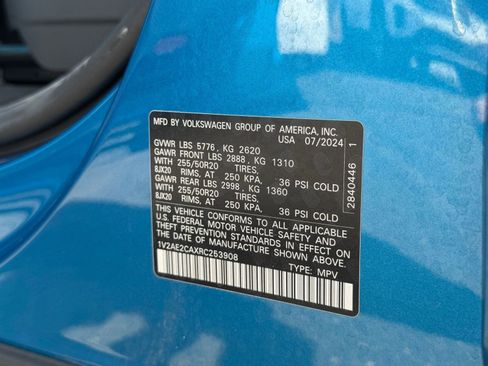 MFD BY VOLKSWAGEN GROUP OF AMERICA, INC.
USA 07/2024
GVWR LBS 5776, KG 2620
GAWR FRONT LBS 2888, KG 1310
WITH 255/50R20 TIRES,
8JX20 RIMS, AT 250 KPA, 36 PSI COLD
GAWR REAR LBS 2998, KG 1360
WITH 255/50R20 TIRES,
8JX20 RIMS, AT 250 KPA, 36 PSI COLD
THIS VEHICLE CONFORMS TO ALL APPLICABLE
U.S. FEDERAL MOTOR VEHICLE SAFETY AND
THEFT PREVENTION STANDARDS IN EFFECT ON
THE DATE OF MANUFACTURE SHOWN ABOVE.
1V2AE2CAXRC253908
TYPE: MPV
2840446 1